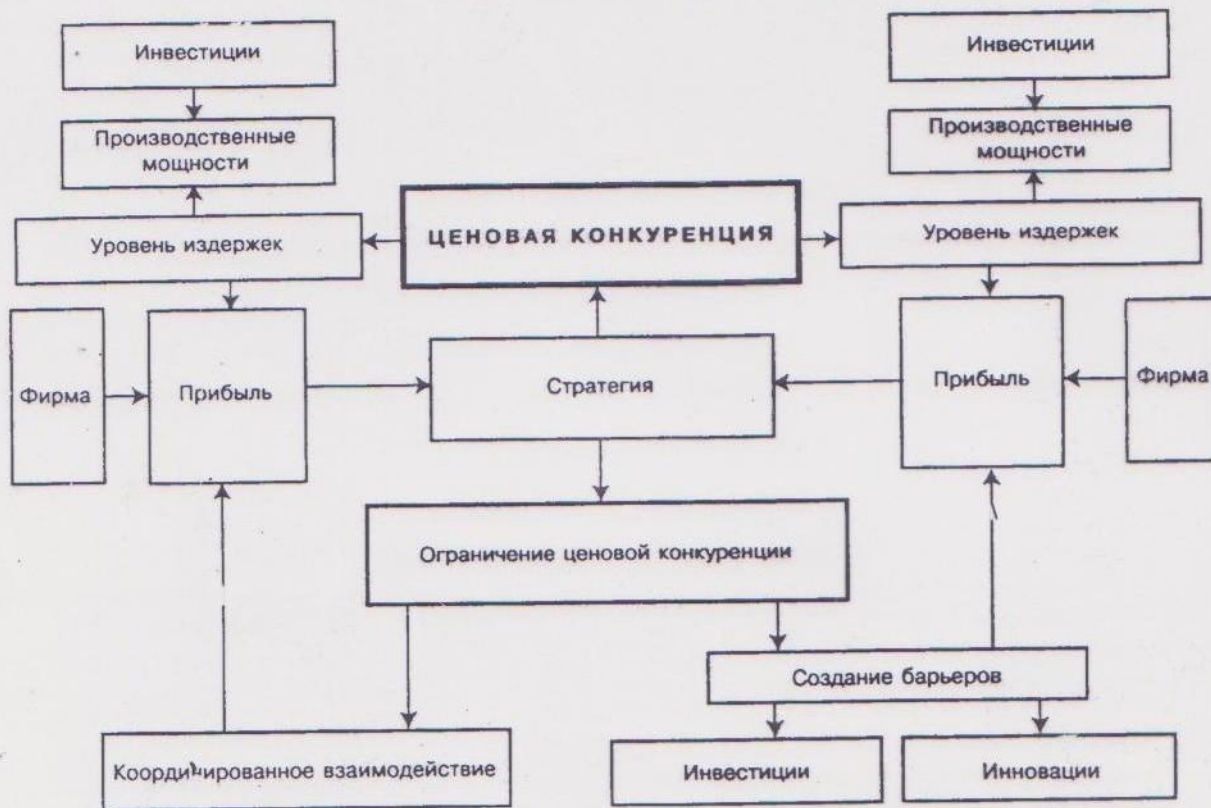 Инвестиции
Инвестиции
Производственные
мощности
Производственные
мощности
ЦЕНОВАЯ КОНКУРЕНЦИЯ
Уровень издержек
Уровень издержек
Фирма
Прибыль
Стратегия
Прибыль
Фирма
Ограничение ценовой конкуренции
Создание барьеров
Координированное взаимодействие
Инвестиции
Инновации